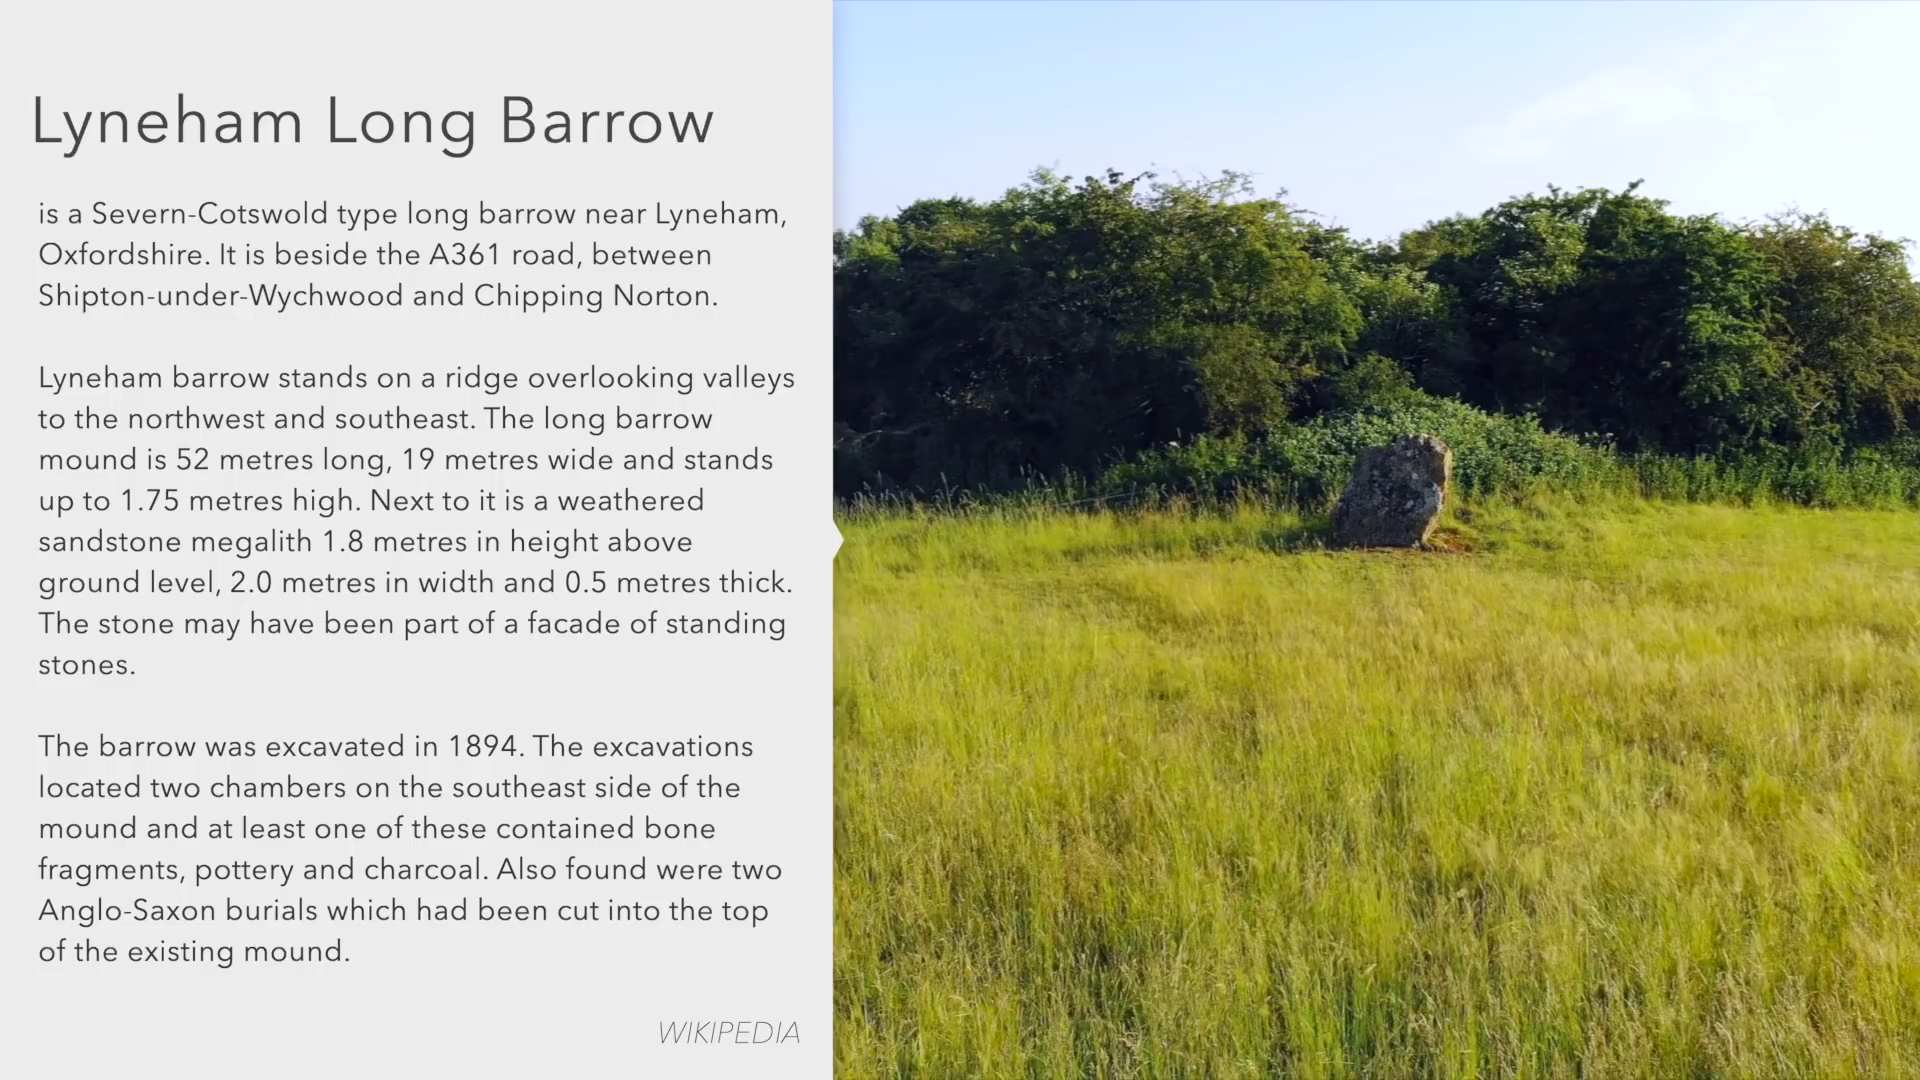 Lyneham Long Barrow
is a Severn-Cotswold type long barrow near Lyneham,
Oxfordshire. It is beside the A361 road, between
Shipton-under-Wychwood and Chipping Norton.
Lyneham barrow stands on a ridge overlooking valleys
to the northwest and southeast. The long barrow
mound is 52 metres long, 19 metres wide and stands
up to 1.75 metres high. Next to it is a weathered
sandstone megalith 1.8 metres in height above
ground level, 2.0 metres in width and 0.5 metres thick.
The stone may have been part of a facade of standing
stones.
The barrow was excavated in 1894. The excavations
located two chambers on the southeast side of the
mound and at least one of these contained bone
fragments, pottery and charcoal. Also found were two
Anglo-Saxon burials which had been cut into the top
of the existing mound.
WIKIPEDIA